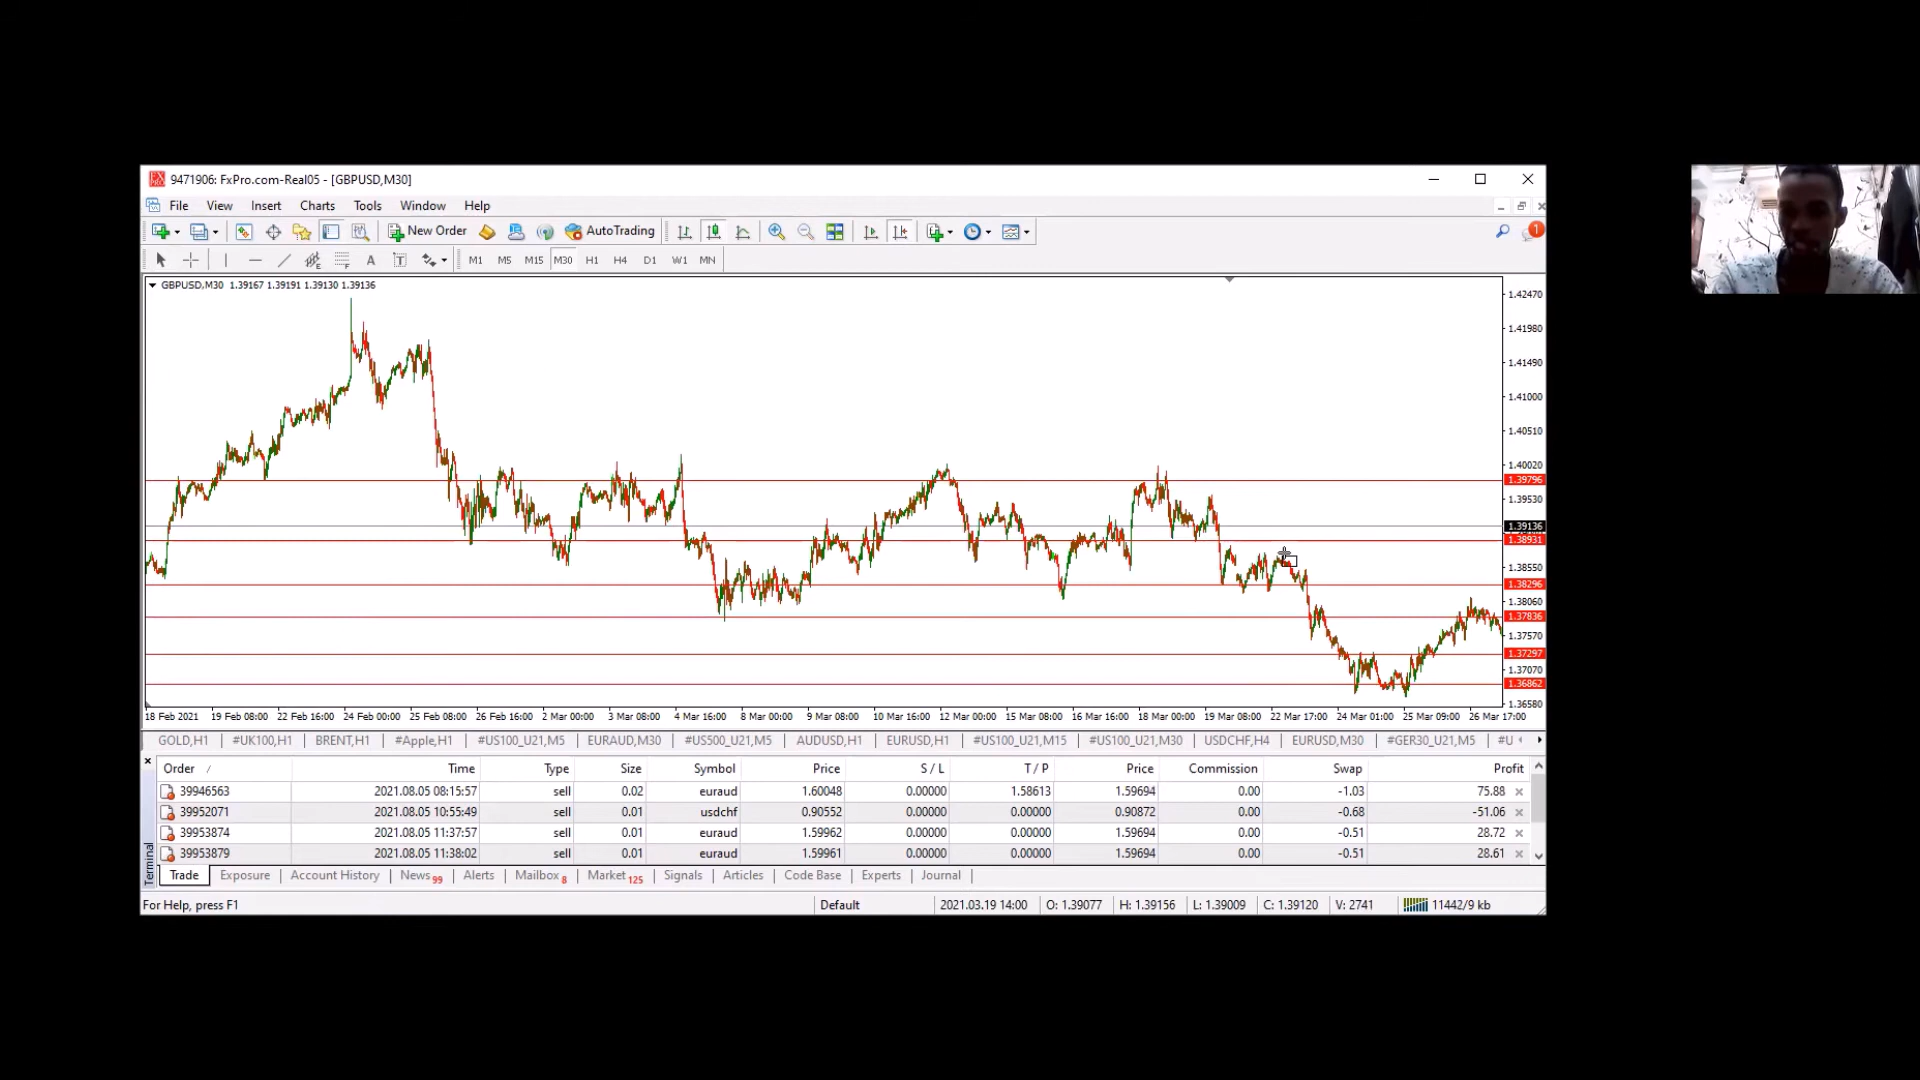 9471906: FxPro.com-Real05 - [GBPUSD,M30]
File View Insert Charts Tools Window Help
New Order AutoTrading 1
A T M1 M5 M15 M30 H1 H4 D1 W1 MN
GBPUSD,M30 1.39167 1.39191 1.39130 1.39136
1.42470
1.41980
1.41490
1.41000
1.40510
1.40020
1.39796
1.39530
1.39136
1.38931
1.38550
1.38296
1.38060
1.37836
1.37570
1.37297
1.37070
1.36862
1.36580
18 Feb 2021 19 Feb 08:00 22 Feb 16:00 24 Feb 00:00 25 Feb 08:00 26 Feb 16:00 2 Mar 00:00 3 Mar 08:00 4 Mar 16:00 8 Mar 00:00 9 Mar 08:00 10 Mar 16:00 12 Mar 00:00 15 Mar 08:00 16 Mar 16:00 18 Mar 00:00 19 Mar 08:00 22 Mar 17:00 24 Mar 01:00 25 Mar 09:00 26 Mar 17:00
GOLD,H1 #UK100,H1 BRENT,H1 #Apple,H1 #US100_U21,M5 EURAUD,M30 #US500_U21,M5 AUDUSD,H1 EURUSD,H1 #US100_U21,M15 #US100_U21,M30 USDCHF,H4 EURUSD,M30 #GER30_U21,M5 #U
Order / Time Type Size Symbol Price S / L T / P Price Commission Swap Profit
39946563 2021.08.05 08:15:57 sell 0.02 euraud 1.60048 0.00000 1.58613 1.59694 0.00 -1.03 75.88
39952071 2021.08.05 10:55:49 sell 0.01 usdchf 0.90552 0.00000 0.00000 0.90872 0.00 -0.68 -51.06
39953874 2021.08.05 11:37:57 sell 0.01 euraud 1.59962 0.00000 0.00000 1.59694 0.00 -0.51 28.72
39953879 2021.08.05 11:38:02 sell 0.01 euraud 1.59961 0.00000 0.00000 1.59694 0.00 -0.51 28.61
Terminal
Trade Exposure Account History News 99 Alerts Mailbox 8 Market 125 Signals Articles Code Base Experts Journal
For Help, press F1 Default 2021.03.19 14:00 O: 1.39077 H: 1.39156 L: 1.39009 C: 1.39120 V: 2741 11442/9 kb